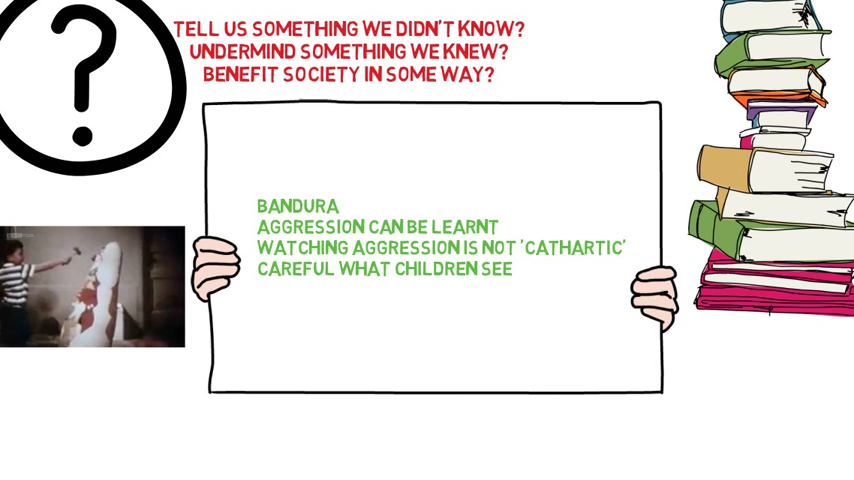 ?
TELL US SOMETHING WE DIDN'T KNOW?
UNDERMIND SOMETHING WE KNEW?
BENEFIT SOCIETY IN SOME WAY?
BANDURA
AGGRESSION CAN BE LEARNT
WATCHING AGGRESSION IS NOT 'CATHARTIC'
CAREFUL WHAT CHILDREN SEE